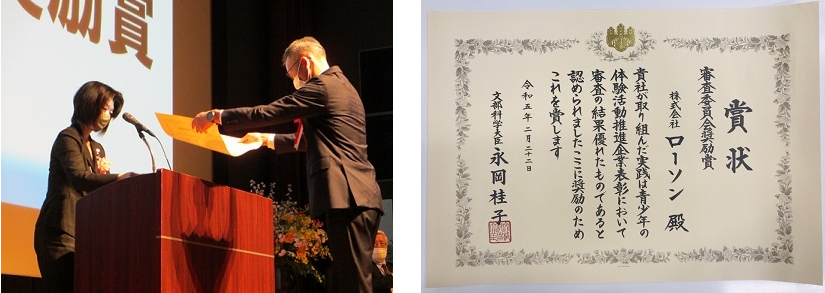 励賞
賞状
審査委員会奨励賞
株式会社 ローソン 殿
貴社が取り組んだ実践は青少年の
体験活動推進企業表彰において
審査の結果優れたものであると
認められましたここに奨励のため
これを賞します
令和五年二月二十二日
文部科学大臣 永岡桂子